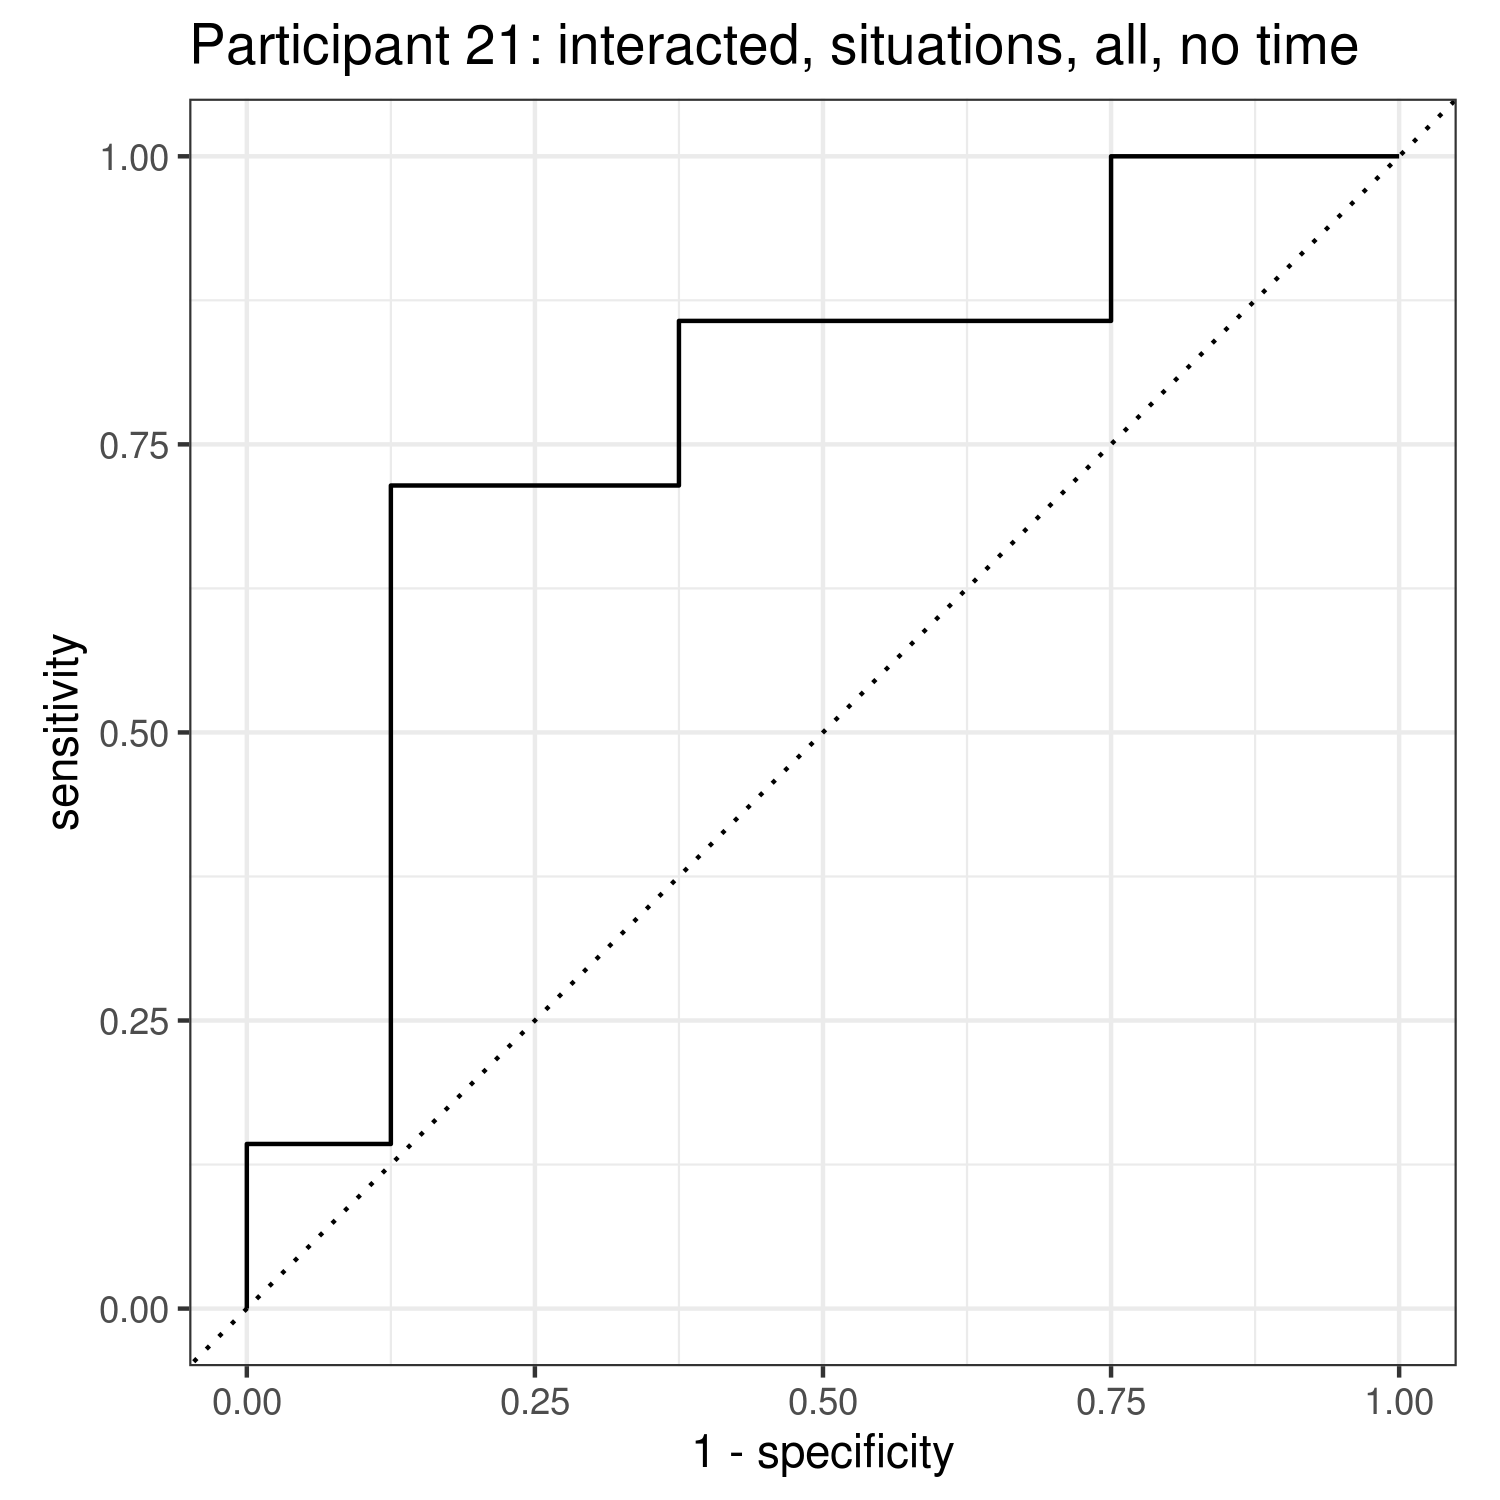 Participant 21: interacted, situations, all, no time
1.00
0.75
0.50
0.25
0.00
sensitivity
0.00 0.25 0.50 0.75 1.00
1 - specificity